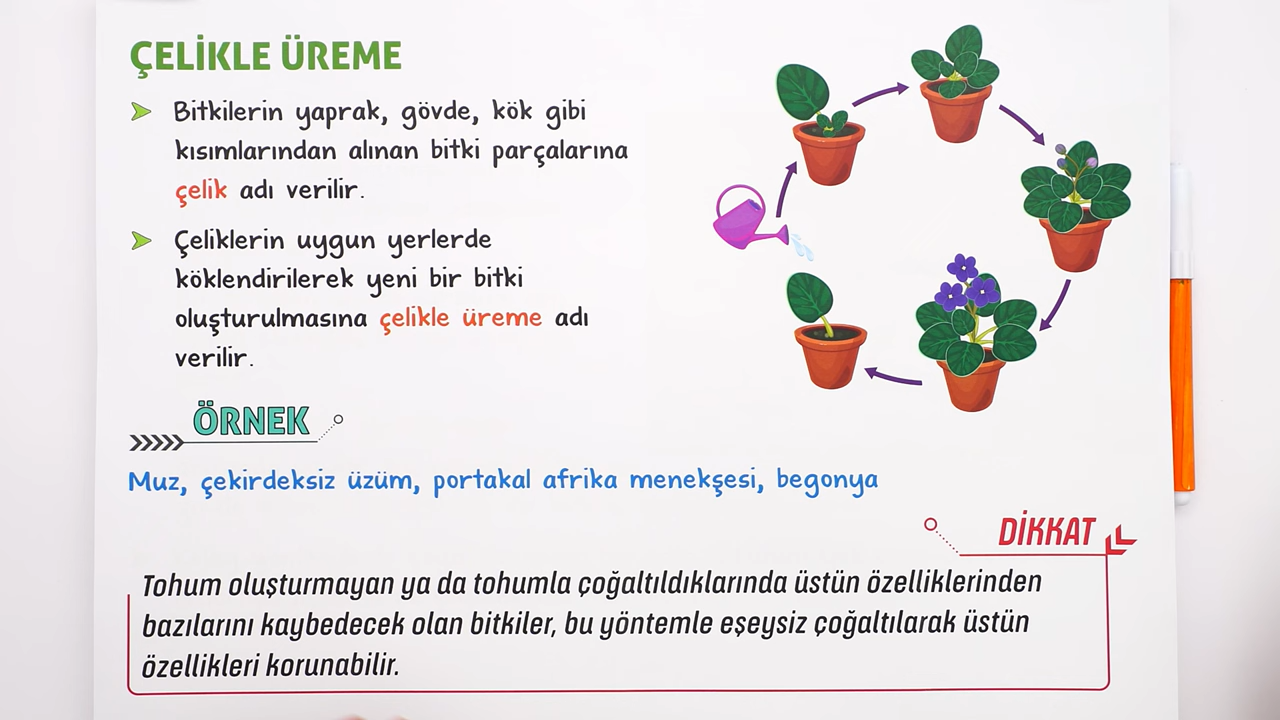 ÇELİKLE ÜREME
Bitkilerin yaprak, gövde, kök gibi
kısımlarından alınan bitki parçalarına
çelik adı verilir.
Çeliklerin uygun yerlerde
köklendirilerek yeni bir bitki
oluşturulmasına çelikle üreme adı
verilir.
ÖRNEK
Muz, çekirdeksiz üzüm, portakal afrika menekşesi, begonya
DİKKAT
Tohum oluşturmayan ya da tohumla çoğaltıldıklarında üstün özelliklerinden
bazılarını kaybedecek olan bitkiler, bu yöntemle eşeysiz çoğaltılarak üstün
özellikleri korunabilir.